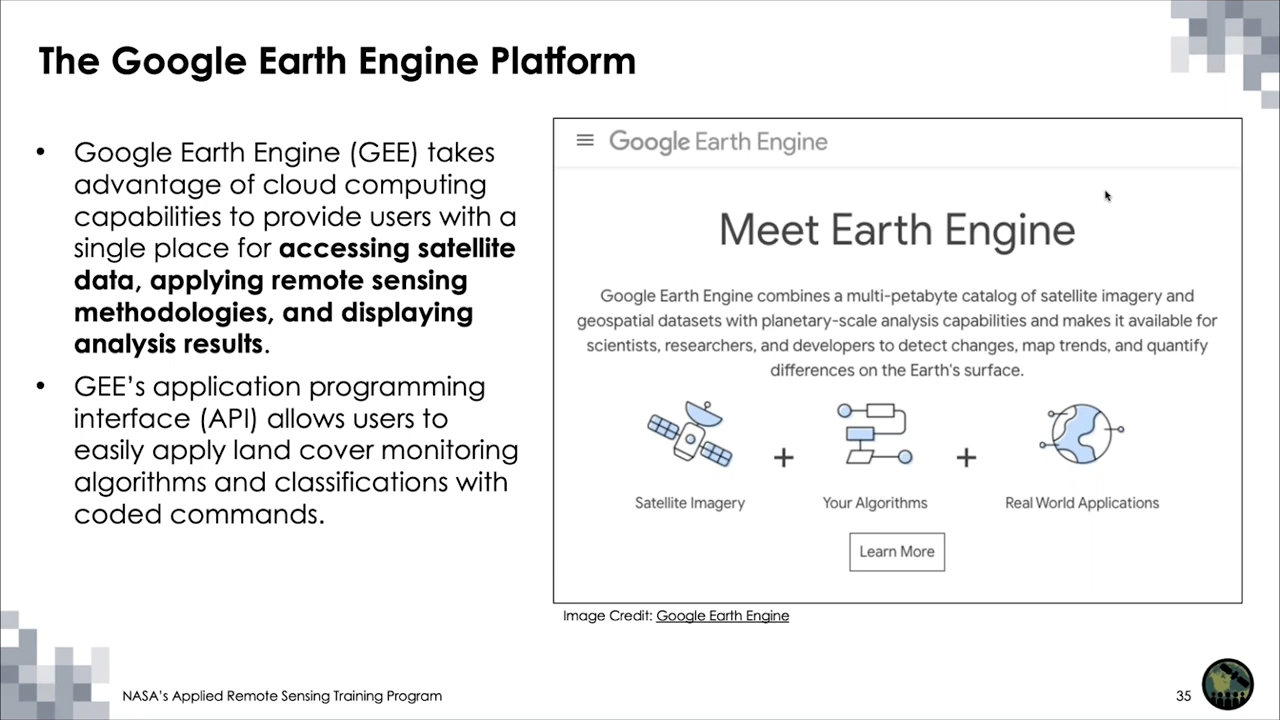 The Google Earth Engine Platform
• Google Earth Engine (GEE) takes
advantage of cloud computing
capabilities to provide users with a
single place for accessing satellite
data, applying remote sensing
methodologies, and displaying
analysis results.
• GEE’s application programming
interface (API) allows users to
easily apply land cover monitoring
algorithms and classifications with
coded commands.
Google Earth Engine
Meet Earth Engine
Google Earth Engine combines a multi-petabyte catalog of satellite imagery and
geospatial datasets with planetary-scale analysis capabilities and makes it available for
scientists, researchers, and developers to detect changes, map trends, and quantify
differences on the Earth's surface.
+ +
Satellite Imagery Your Algorithms Real World Applications
Learn More
Image Credit: Google Earth Engine
NASA’s Applied Remote Sensing Training Program 35